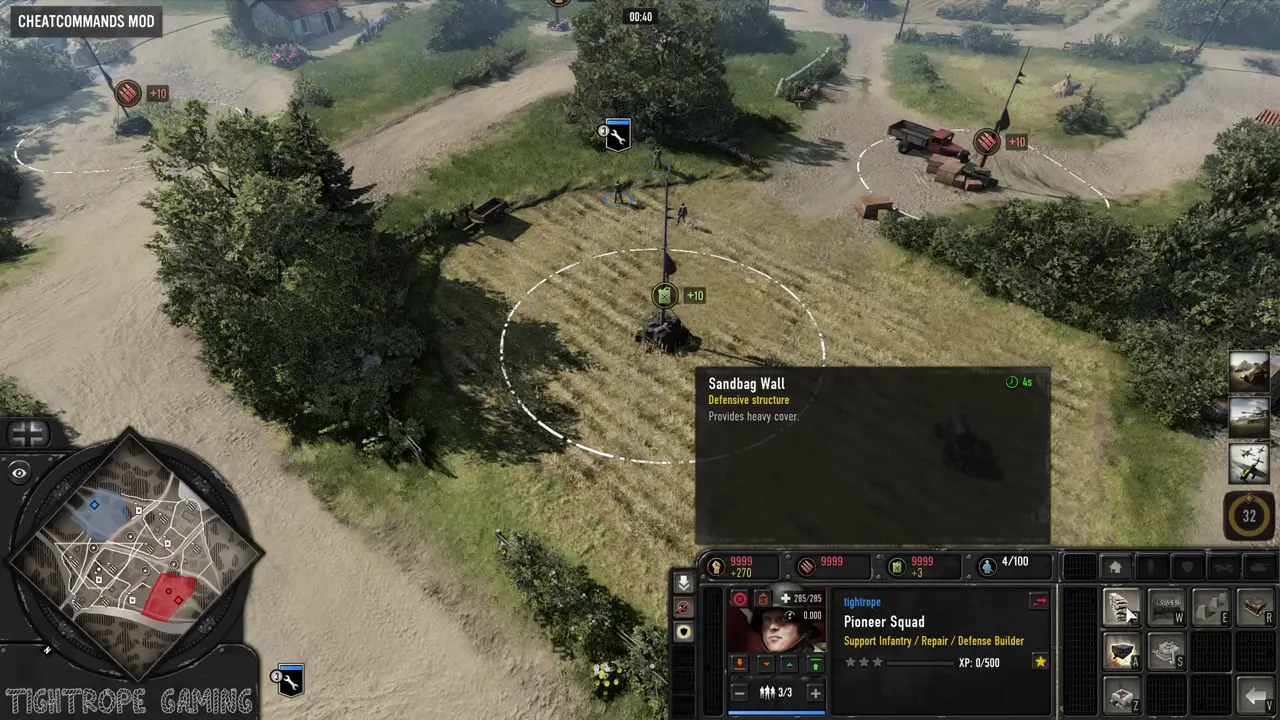 CHEATCOMMANDS MOD
00:40
+10
+10
3
+10
Sandbag Wall
4s
Defensive structure
Provides heavy cover.
32
9999
+270
9999
9999
+3
4/100
285/285
0.000
tightrope
Pioneer Squad
Support Infantry / Repair / Defense Builder
XP: 0/500
3/3
W
E
R
A
S
Z
V
N
3
TIGHTROPE GAMING